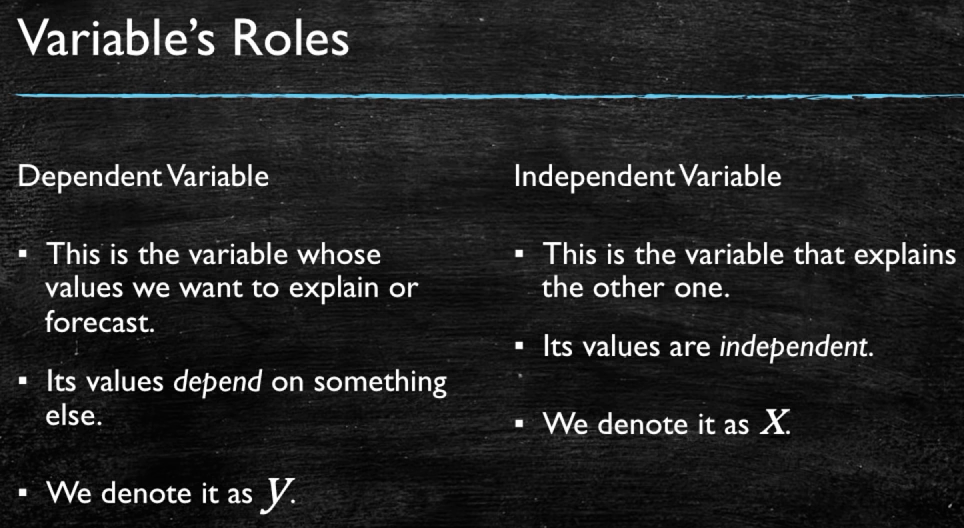 Variable’s Roles
Dependent Variable
▪ This is the variable whose
values we want to explain or
forecast.
▪ Its values depend on something
else.
▪ We denote it as y.
Independent Variable
▪ This is the variable that explains
the other one.
▪ Its values are independent.
▪ We denote it as x.